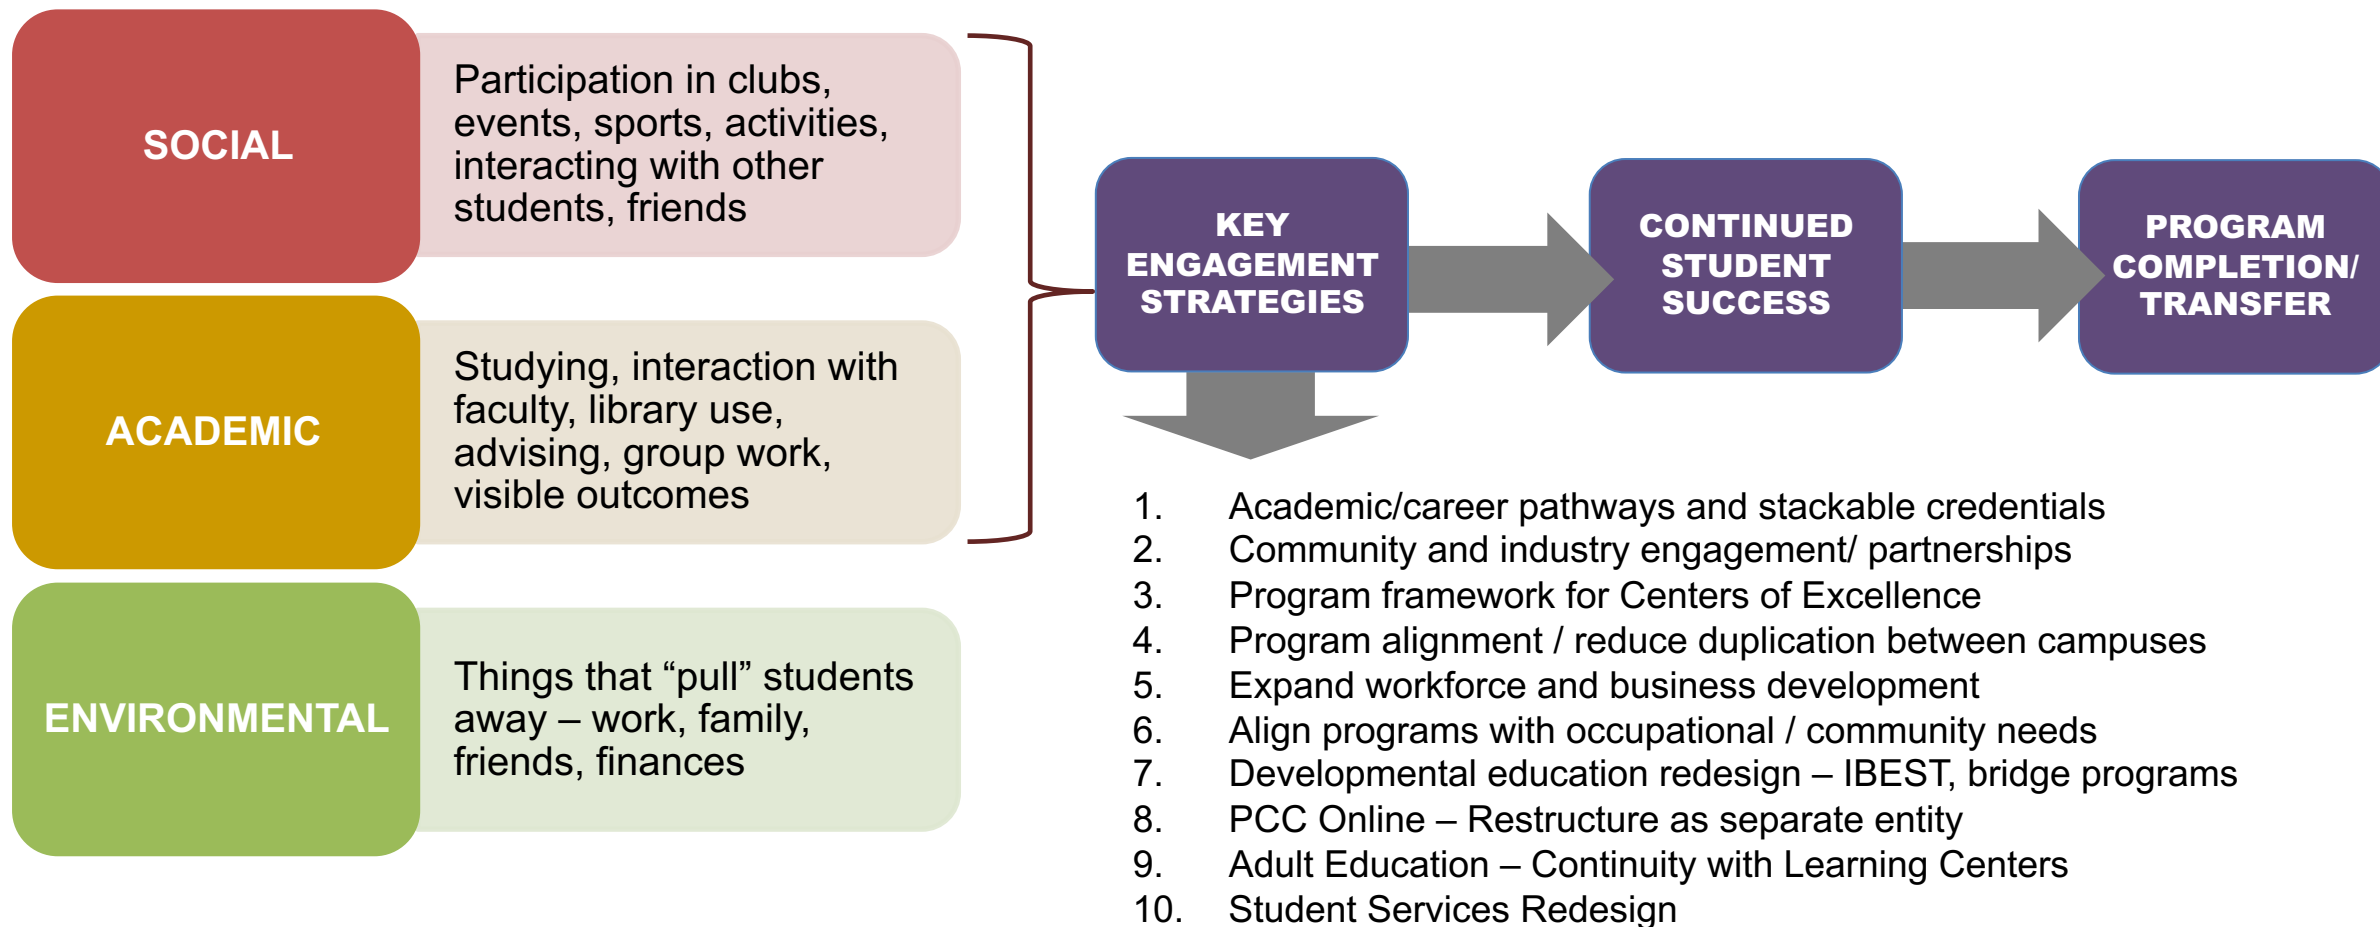 SOCIAL
Participation in clubs,
events, sports, activities,
interacting with other
students, friends
ACADEMIC
Studying, interaction with
faculty, library use,
advising, group work,
visible outcomes
ENVIRONMENTAL
Things that “pull” students
away – work, family,
friends, finances
KEY
ENGAGEMENT
STRATEGIES
CONTINUED
STUDENT
SUCCESS
PROGRAM
COMPLETION/
TRANSFER
1. Academic/career pathways and stackable credentials
2. Community and industry engagement/ partnerships
3. Program framework for Centers of Excellence
4. Program alignment / reduce duplication between campuses
5. Expand workforce and business development
6. Align programs with occupational / community needs
7. Developmental education redesign – IBEST, bridge programs
8. PCC Online – Restructure as separate entity
9. Adult Education – Continuity with Learning Centers
10. Student Services Redesign